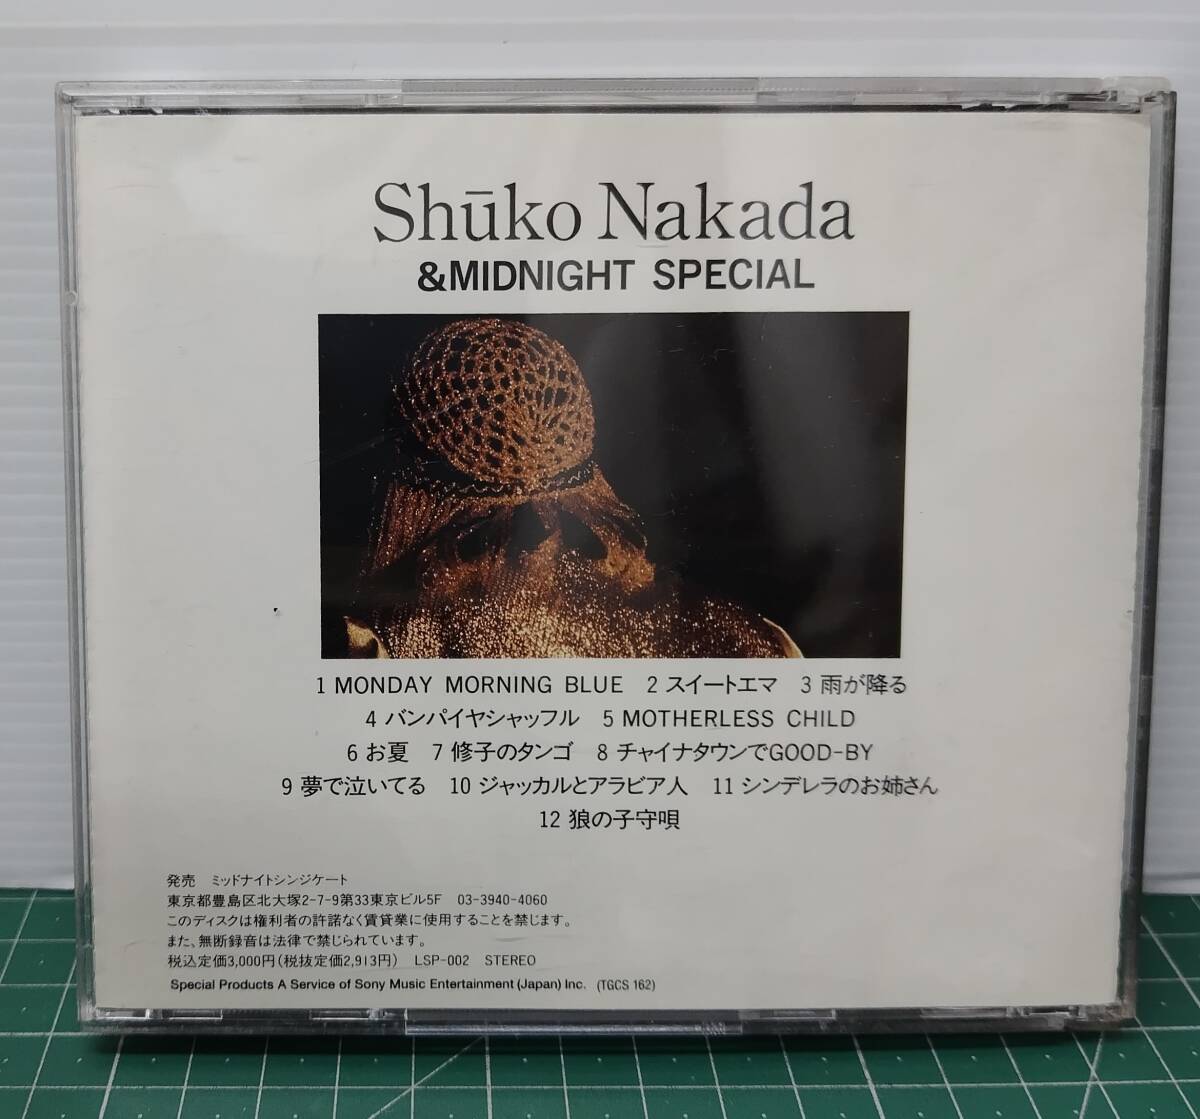 Shūko Nakada
&MIDNIGHT SPECIAL
1 MONDAY MORNING BLUE 2 スイートエマ 3 雨が降る
4 バンパイヤシャッフル 5 MOTHERLESS CHILD
6 お夏 7 修子のタンゴ 8 チャイナタウンでGOOD-BY
9 夢で泣いてる 10 ジャッカルとアラビア人 11 シンデレラのお姉さん
12 狼の子守唄
発売 ミッドナイトシンジケート
東京都豊島区北大塚2-7-9第33東京ビル5F 03-3940-4060
このディスクは権利者の許諾なく賃貸業に使用することを禁じます。
また、無断録音は法律で禁じられています。
税込定価3,000円(税抜定価2,913円) LSP-002 STEREO
Special Products A Service of Sony Music Entertainment (Japan) Inc. (TGCS 162)